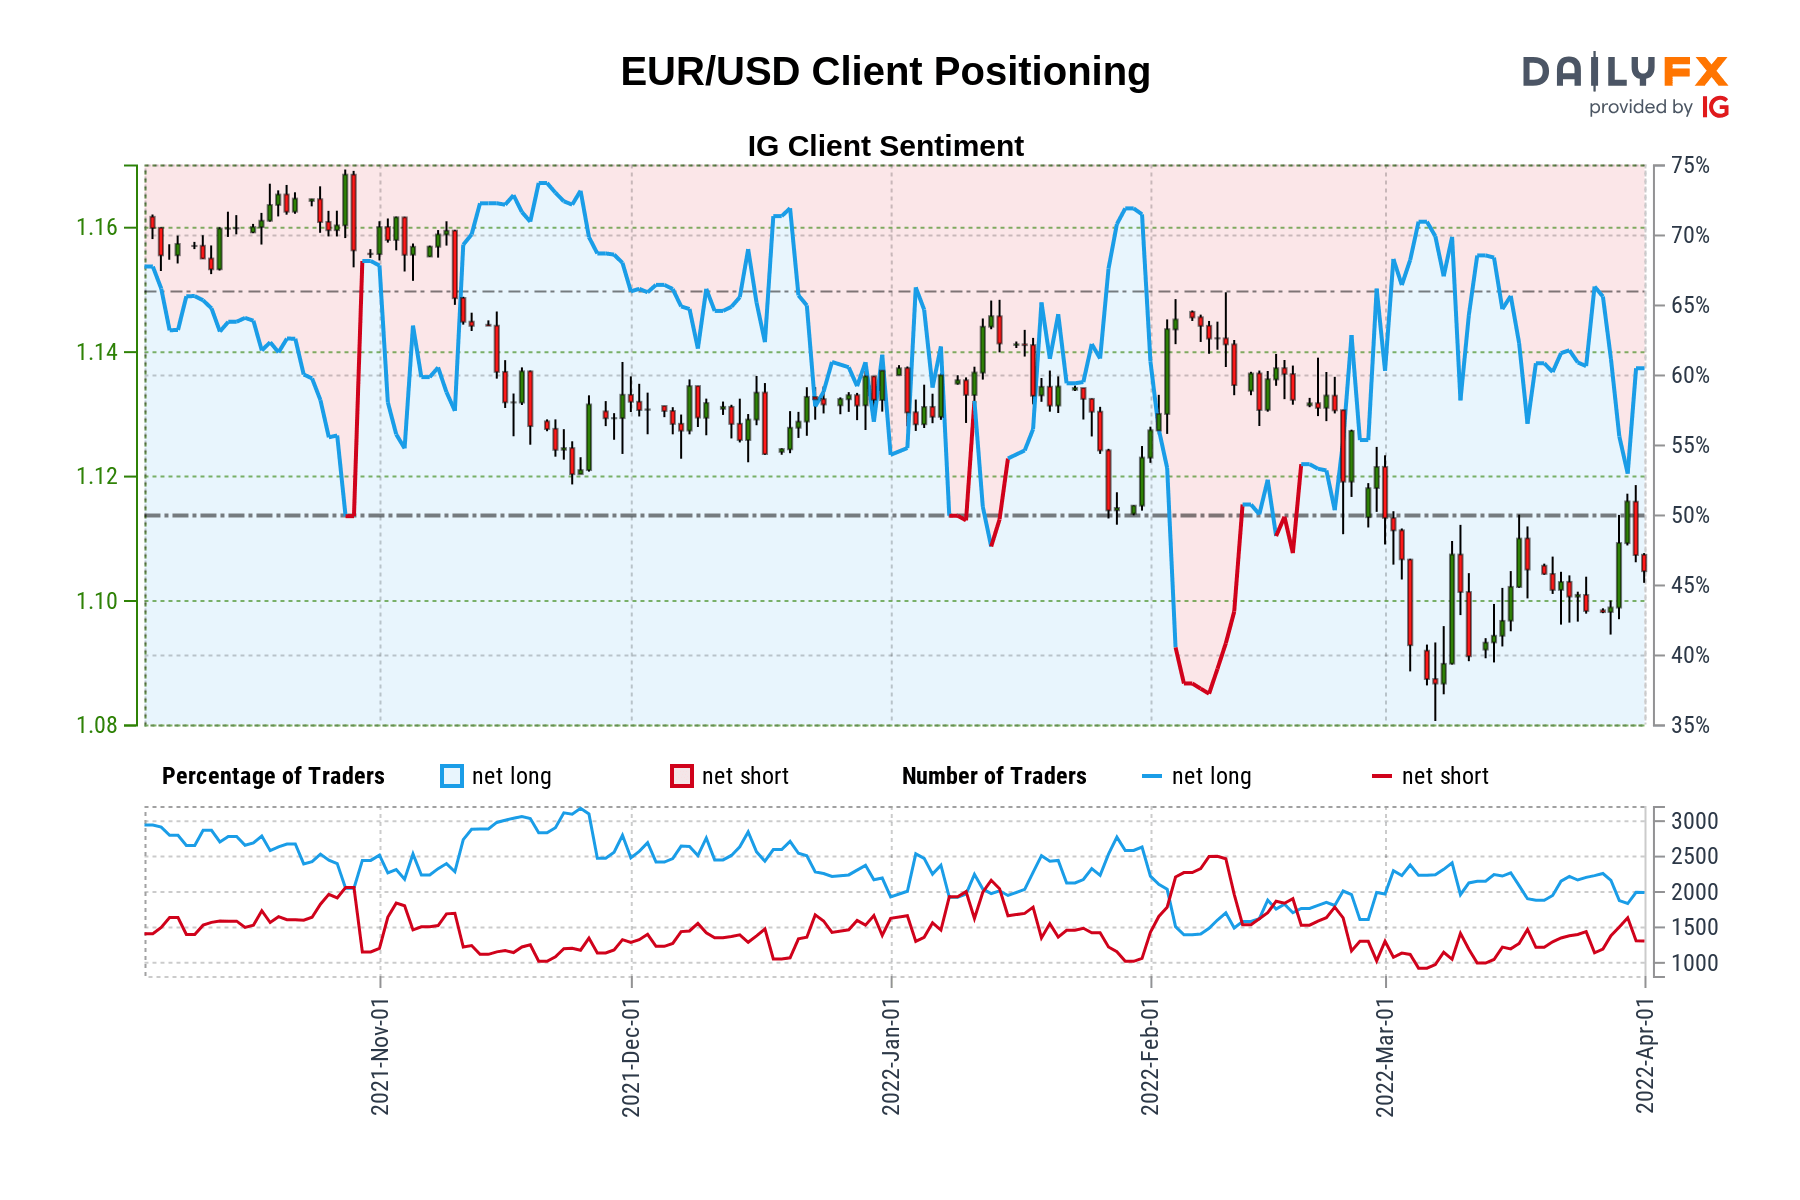 EUR/USD Client Positioning
DAILYFX
provided by IG
IG Client Sentiment
1.16
1.14
1.12
1.10
1.08
75%
70%
65%
60%
55%
50%
45%
40%
35%
Percentage of Traders net long net short Number of Traders net long net short
3000
2500
2000
1500
1000
2021-Nov-01
2021-Dec-01
2022-Jan-01
2022-Feb-01
2022-Mar-01
2022-Apr-01